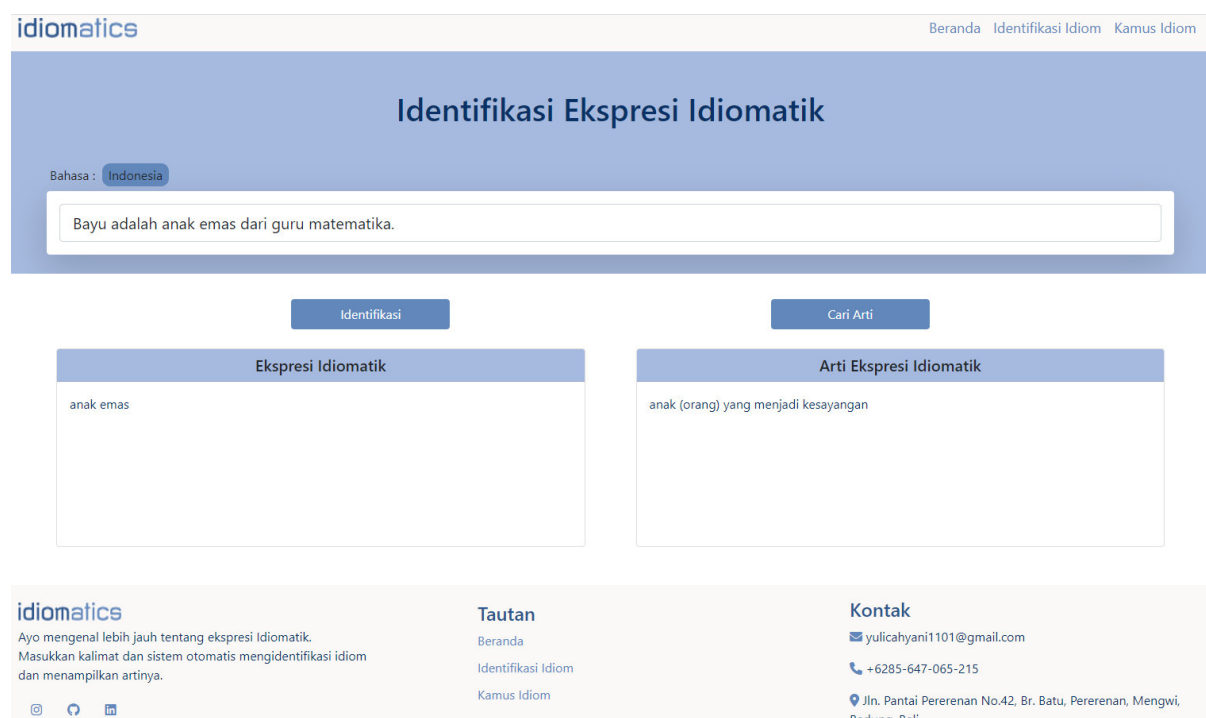 idiomatics
Beranda Identifikasi Idiom Kamus Idiom
Identifikasi Ekspresi Idiomatik
Bahasa : Indonesia
Bayu adalah anak emas dari guru matematika.
Identifikasi
Cari Arti
Ekspresi Idiomatik
anak emas
Arti Ekspresi Idiomatik
anak (orang) yang menjadi kesayangan
idiomatics
Ayo mengenal lebih jauh tentang ekspresi Idiomatik.
Masukkan kalimat dan sistem otomatis mengidentifikasi idiom
dan menampilkan artinya.
Tautan
Beranda
Identifikasi Idiom
Kamus Idiom
Kontak
yulicahyani1101@gmail.com
+6285-647-065-215
Jln. Pantai Pererenan No.42, Br. Batu, Pererenan, Mengwi,